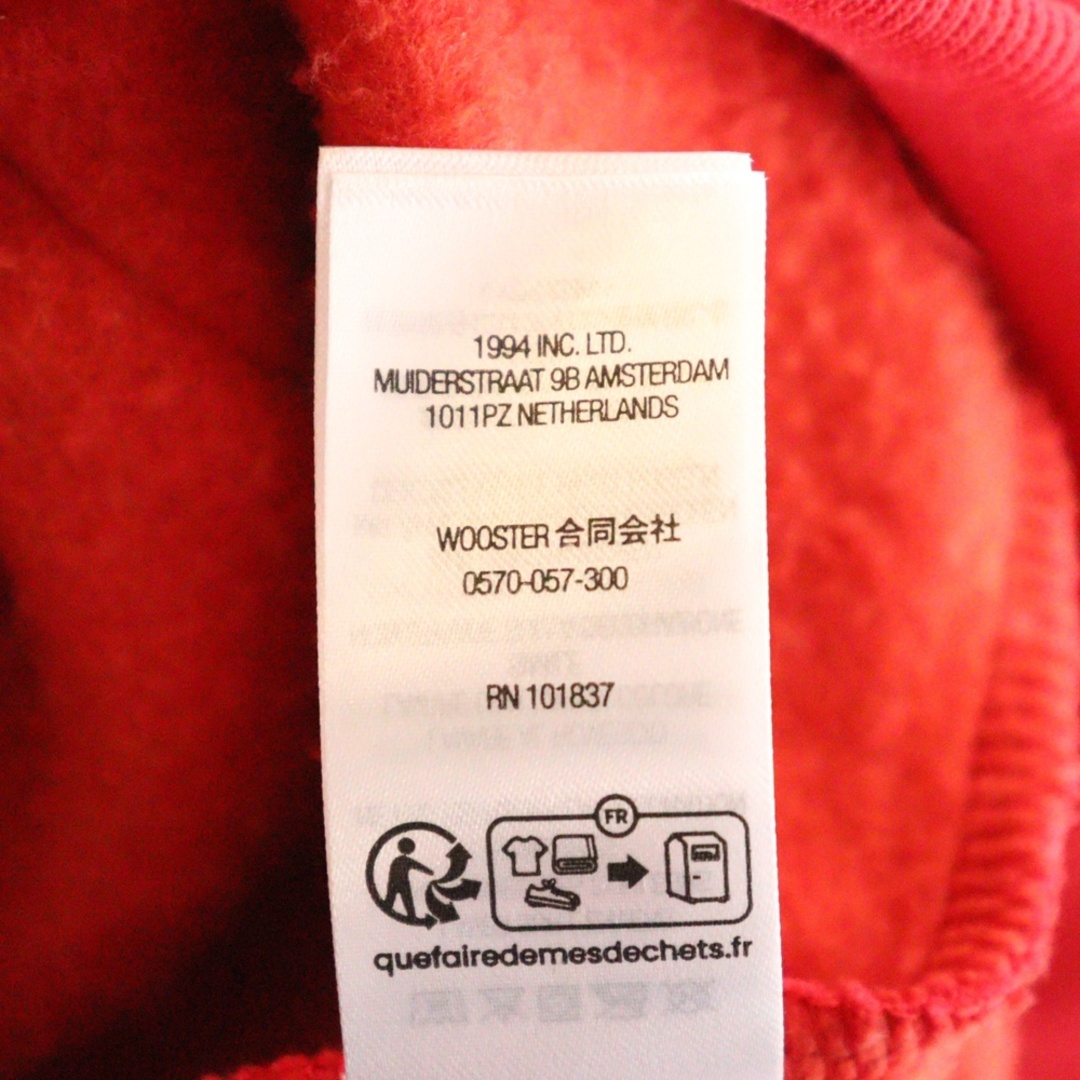 1994 INC. LTD.
MUIDERSTRAAT 9B AMSTERDAM
1011PZ NETHERLANDS
WOOSTER 合同会社
0570-057-300
RN 101837
FR
quefairedemesdechets.fr